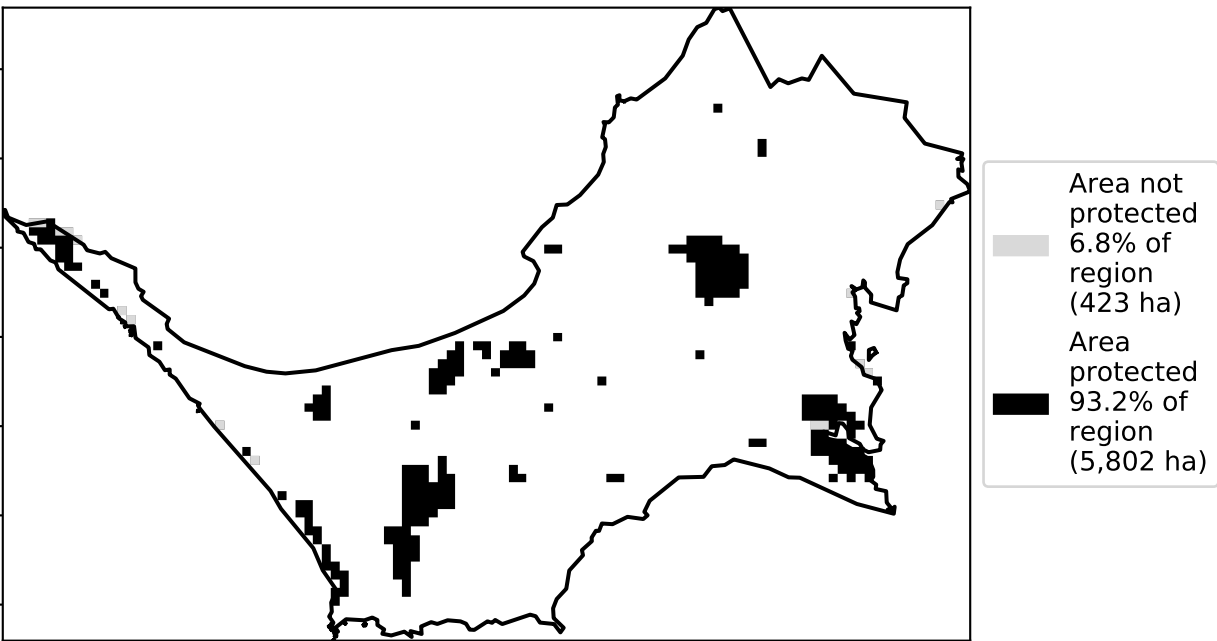 Area not
protected
6.8% of
region
(423 ha)
Area
protected
93.2% of
region
(5,802 ha)